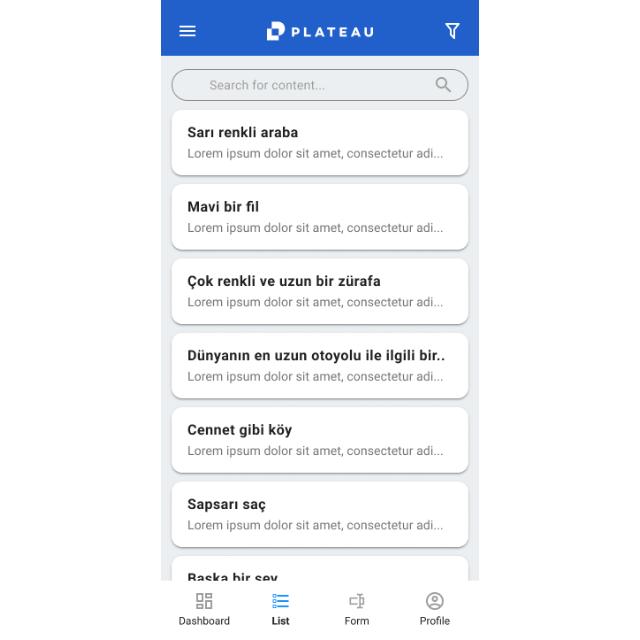 PLATEAU
Search for content...
Sarı renkli araba
Lorem ipsum dolor sit amet, consectetur adi...
Mavi bir fil
Lorem ipsum dolor sit amet, consectetur adi...
Çok renkli ve uzun bir zürafa
Lorem ipsum dolor sit amet, consectetur adi...
Dünyanın en uzun otoyolu ile ilgili bir..
Lorem ipsum dolor sit amet, consectetur adi...
Cennet gibi köy
Lorem ipsum dolor sit amet, consectetur adi...
Sapsarı saç
Lorem ipsum dolor sit amet, consectetur adi...
Başka bir şey
Dashboard
List
Form
Profile